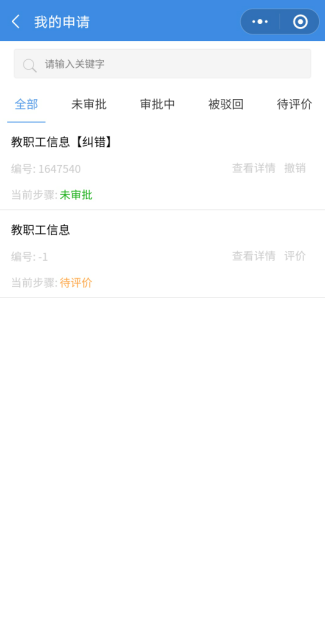 我的申请
请输入关键字
全部 未审批 审批中 被驳回 待评价
教职工信息【纠错】
编号: 1647540 查看详情 撤销
当前步骤: 未审批
教职工信息
编号: -1 查看详情 评价
当前步骤: 待评价